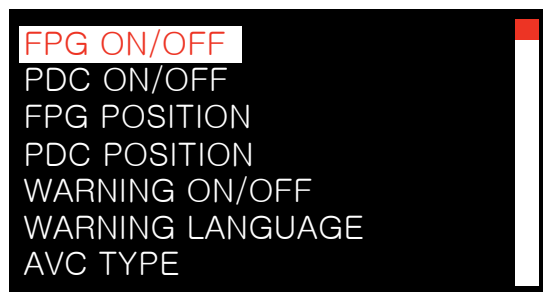 FPG ON/OFF
PDC ON/OFF
FPG POSITION
PDC POSITION
WARNING ON/OFF
WARNING LANGUAGE
AVC TYPE